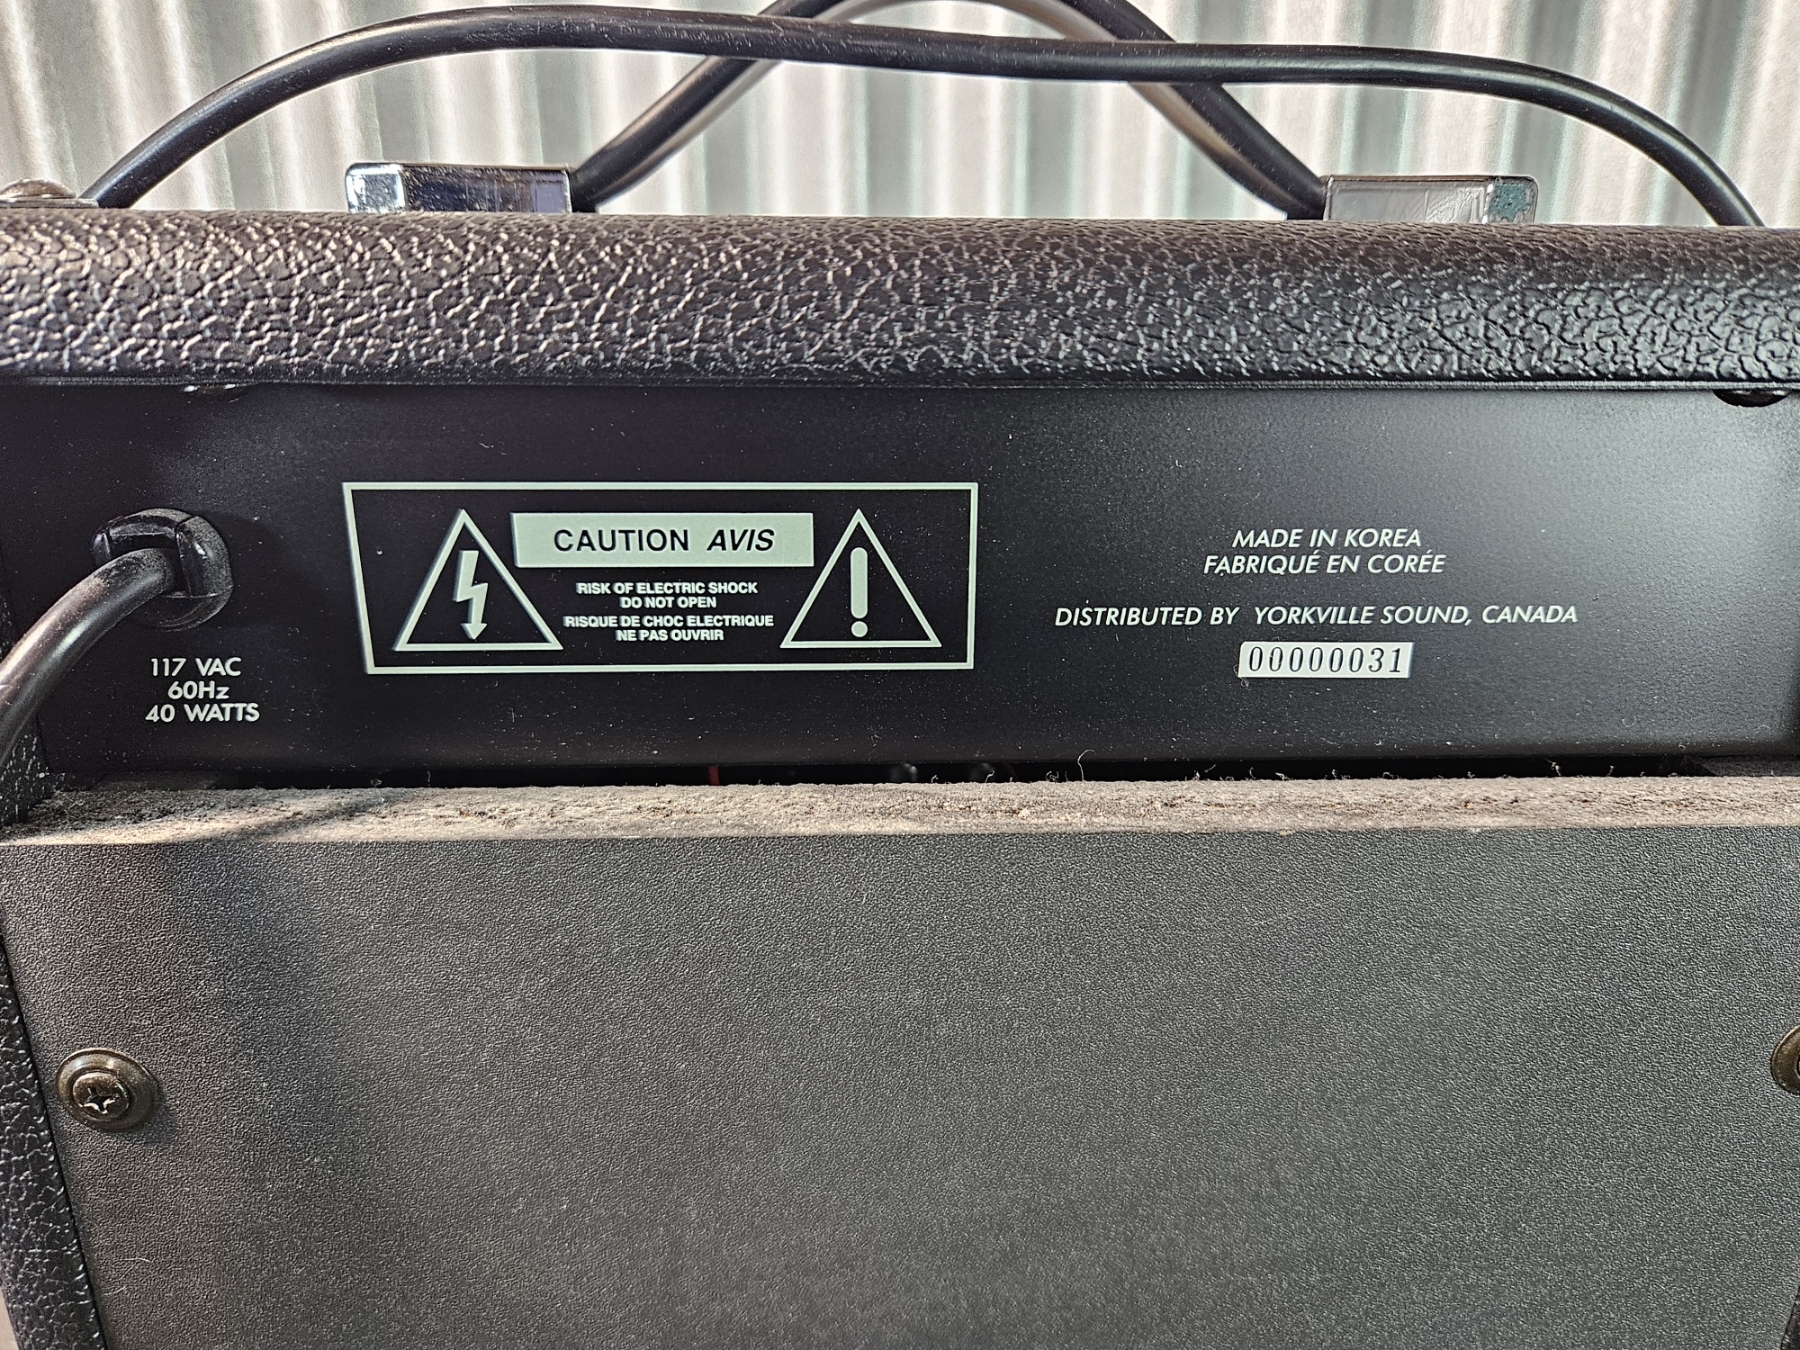 CAUTION AVIS
RISK OF ELECTRIC SHOCK
DO NOT OPEN
RISQUE DE CHOC ELECTRIQUE
NE PAS OUVRIR
MADE IN KOREA
FABRIQUÉ EN CORÉE
DISTRIBUTED BY YORKVILLE SOUND, CANADA
00000031
117 VAC
60Hz
40 WATTS